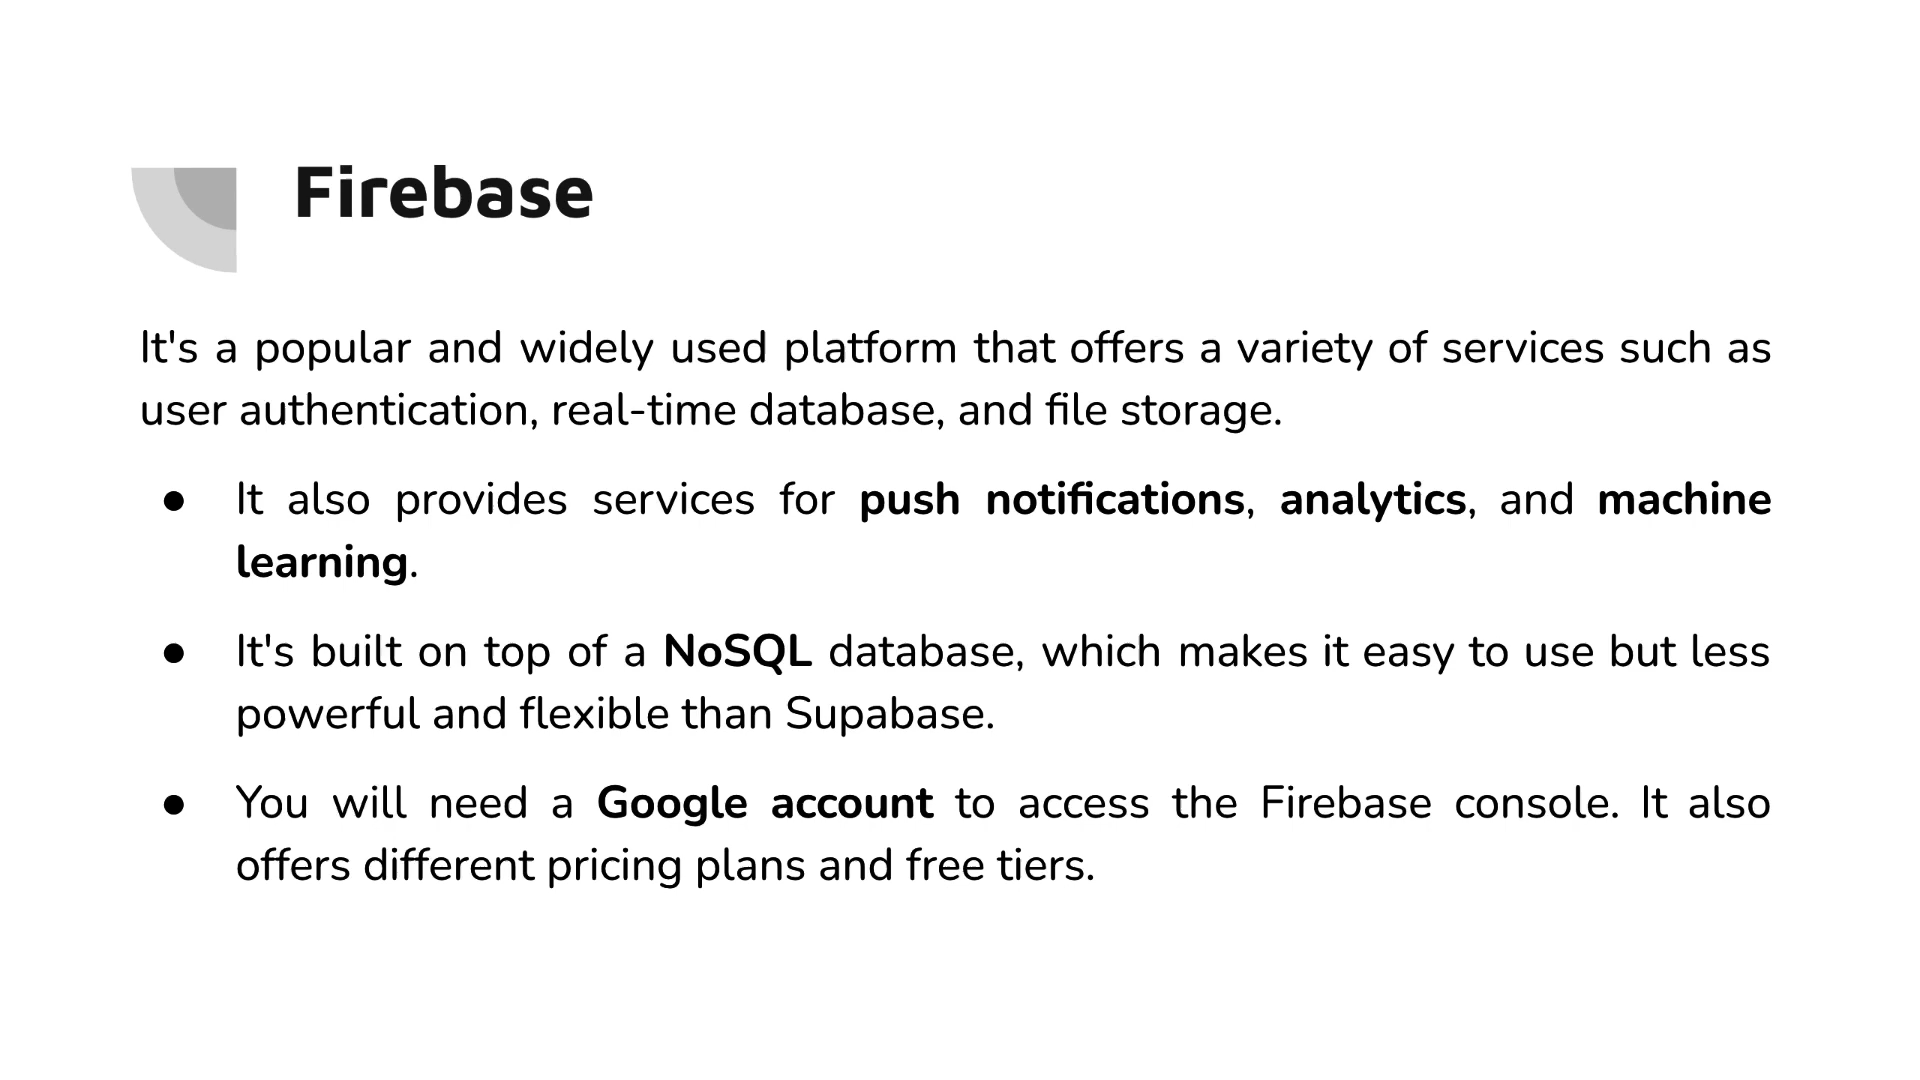 Firebase
It's a popular and widely used platform that offers a variety of services such as
user authentication, real-time database, and file storage.
● It also provides services for push notifications, analytics, and machine
learning.
● It's built on top of a NoSQL database, which makes it easy to use but less
powerful and flexible than Supabase.
● You will need a Google account to access the Firebase console. It also
offers different pricing plans and free tiers.